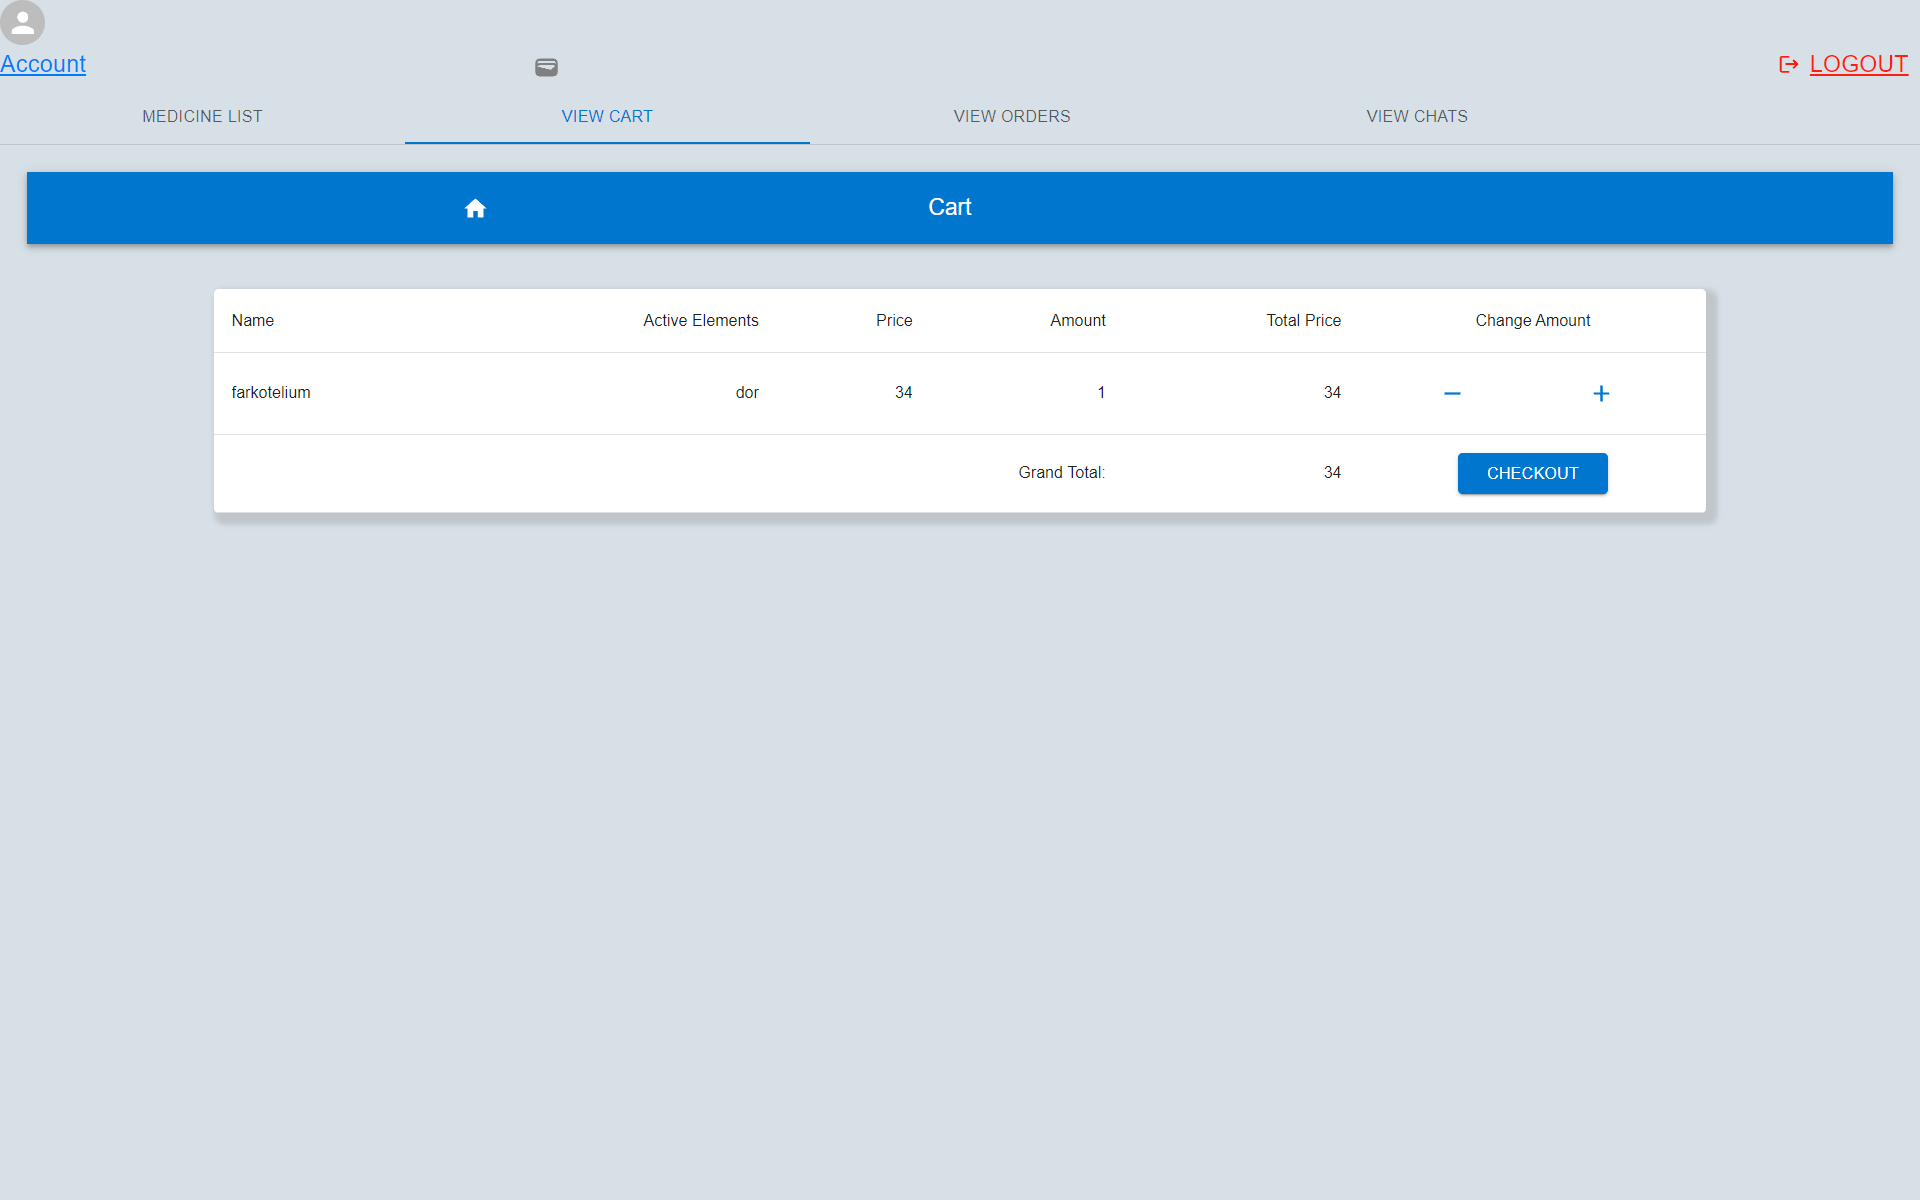 Account
LOGOUT
MEDICINE LIST VIEW CART VIEW ORDERS VIEW CHATS
Cart
Name Active Elements Price Amount Total Price Change Amount
farkotelium dor 34 1 34
Grand Total: 34 CHECKOUT